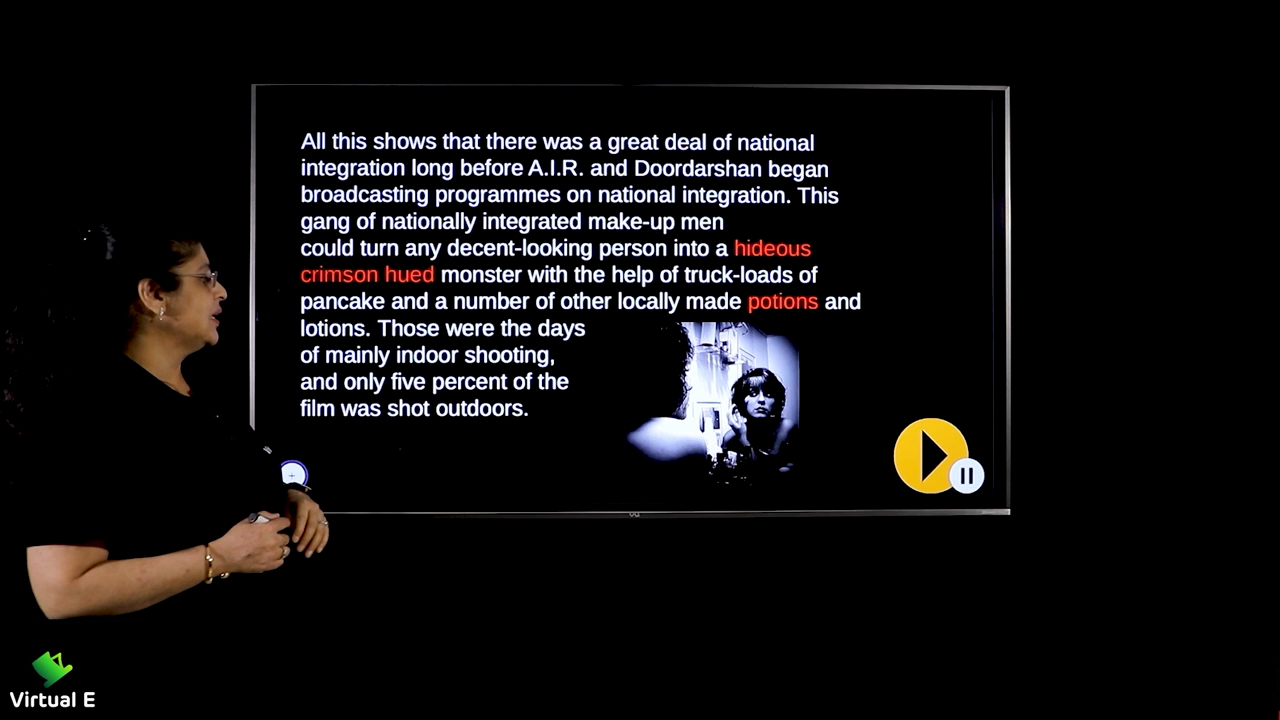 All this shows that there was a great deal of national
integration long before A.I.R. and Doordarshan began
broadcasting programmes on national integration. This
gang of nationally integrated make-up men
could turn any decent-looking person into a hideous
crimson hued monster with the help of truck-loads of
pancake and a number of other locally made potions and
lotions. Those were the days
of mainly indoor shooting,
and only five percent of the
film was shot outdoors.
Virtual E